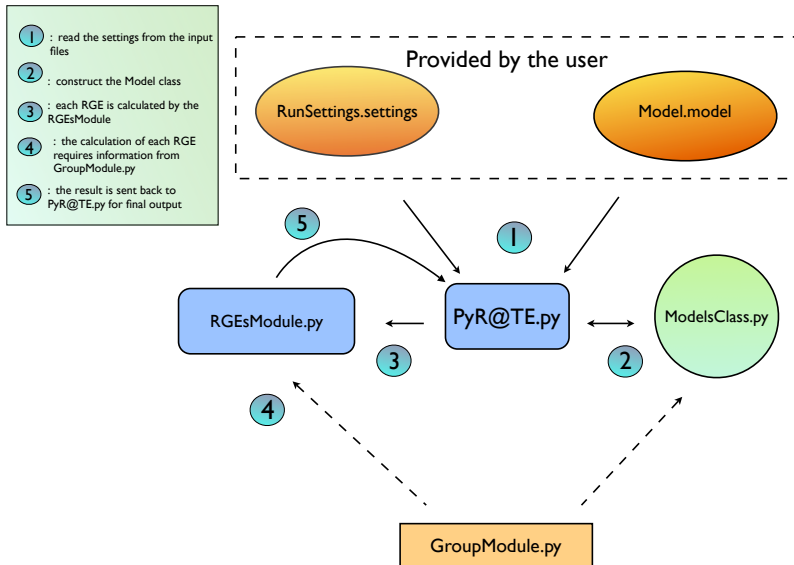 1 : read the settings from the input
files
2 : construct the Model class
3 : each RGE is calculated by the
RGEsModule
4 : the calculation of each RGE
requires information from
GroupModule.py
5 : the result is sent back to
PyR@TE.py for final output
Provided by the user
RunSettings.settings
Model.model
5
1
RGEsModule.py
PyR@TE.py
ModelsClass.py
3
2
4
GroupModule.py